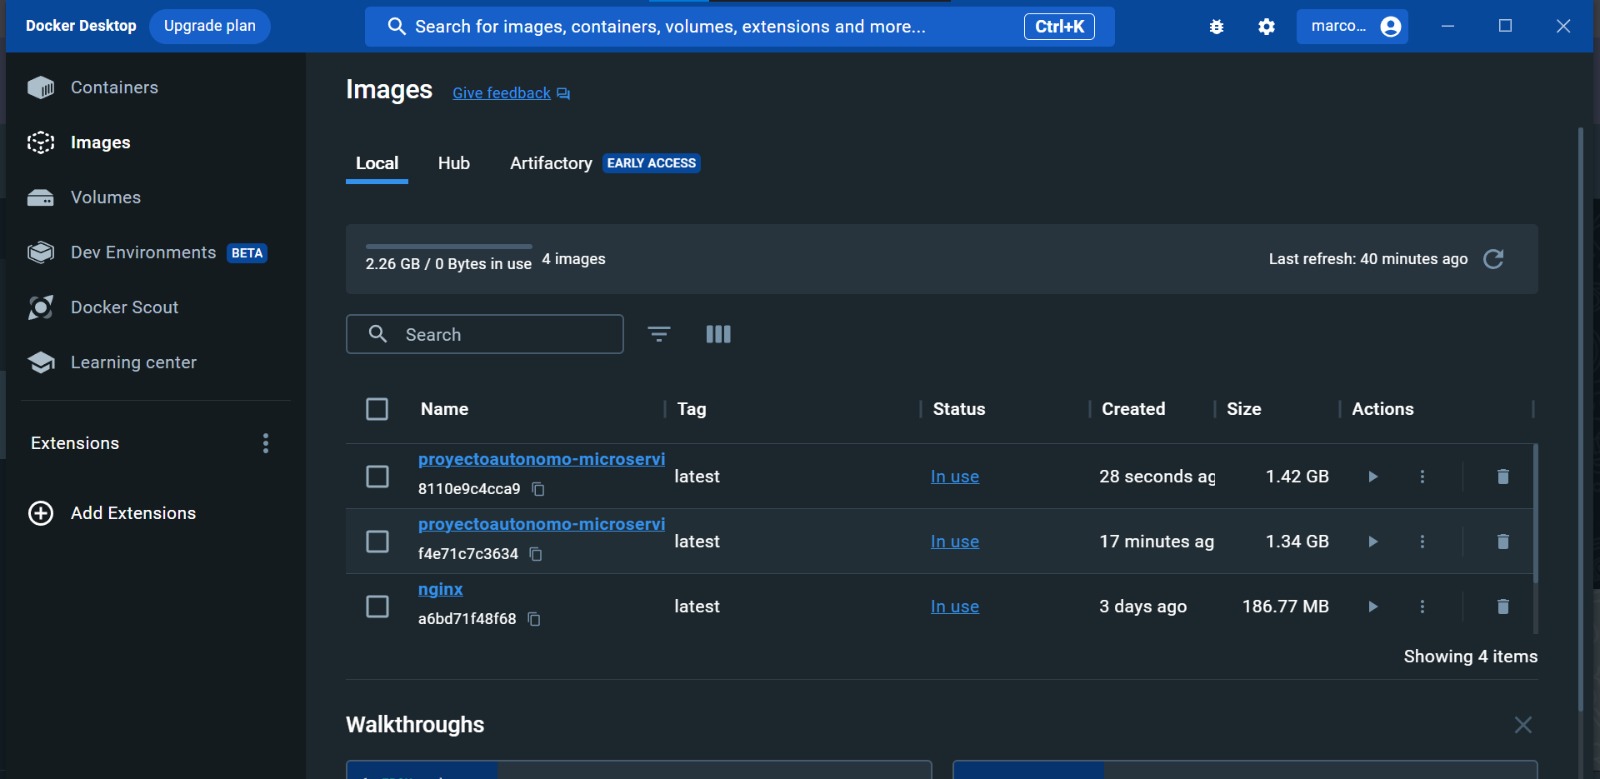 Docker Desktop Upgrade plan Search for images, containers, volumes, extensions and more... Ctrl+K marco...
Containers
Images
Volumes
Dev Environments BETA
Docker Scout
Learning center
Extensions
Add Extensions
Images Give feedback
Local Hub Artifactory EARLY ACCESS
2.26 GB / 0 Bytes in use 4 images Last refresh: 40 minutes ago
Search
Name Tag Status Created Size Actions
proyectoautonomo-microservi
8110e9c4cca9
latest In use 28 seconds ag 1.42 GB
proyectoautonomo-microservi
f4e71c7c3634
latest In use 17 minutes ag 1.34 GB
nginx
a6bd71f48f68
latest In use 3 days ago 186.77 MB
Showing 4 items
Walkthroughs